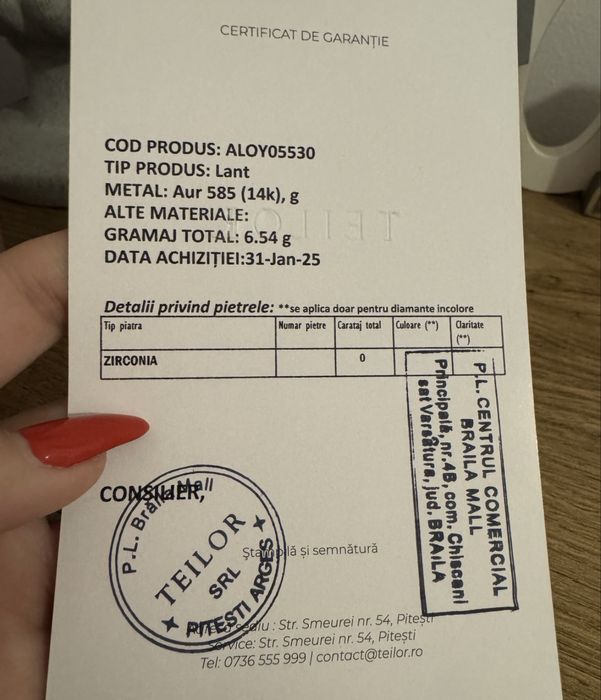 CERTIFICAT DE GARANȚIE
COD PRODUS: ALOY05530
TIP PRODUS: Lant
METAL: Aur 585 (14k), g
ALTE MATERIALE:
GRAMAJ TOTAL: 6.54 g
DATA ACHIZIȚIEI:31-Jan-25
TEILOR
Detalii privind pietrele: **se aplica doar pentru diamante incolore
Tip piatra Numar pietre Carataj total Culoare (**) Claritate (**)
ZIRCONIA 0
P.L. CENTRUL COMERCIAL
BRAILA MALL
Principală, nr.4B, com. Chiscani
sat Varsătura, jud. BRAILA
CONSILIER,
P.L. Brăila Mall
TEILOR
SRL
PITESTI ARGES
Ștampilă și semnătură
sediu : Str. Smeurei nr. 54, Pitești
Service: Str. Smeurei nr. 54, Pitești
Tel: 0736 555 999 | contact@teilor.ro